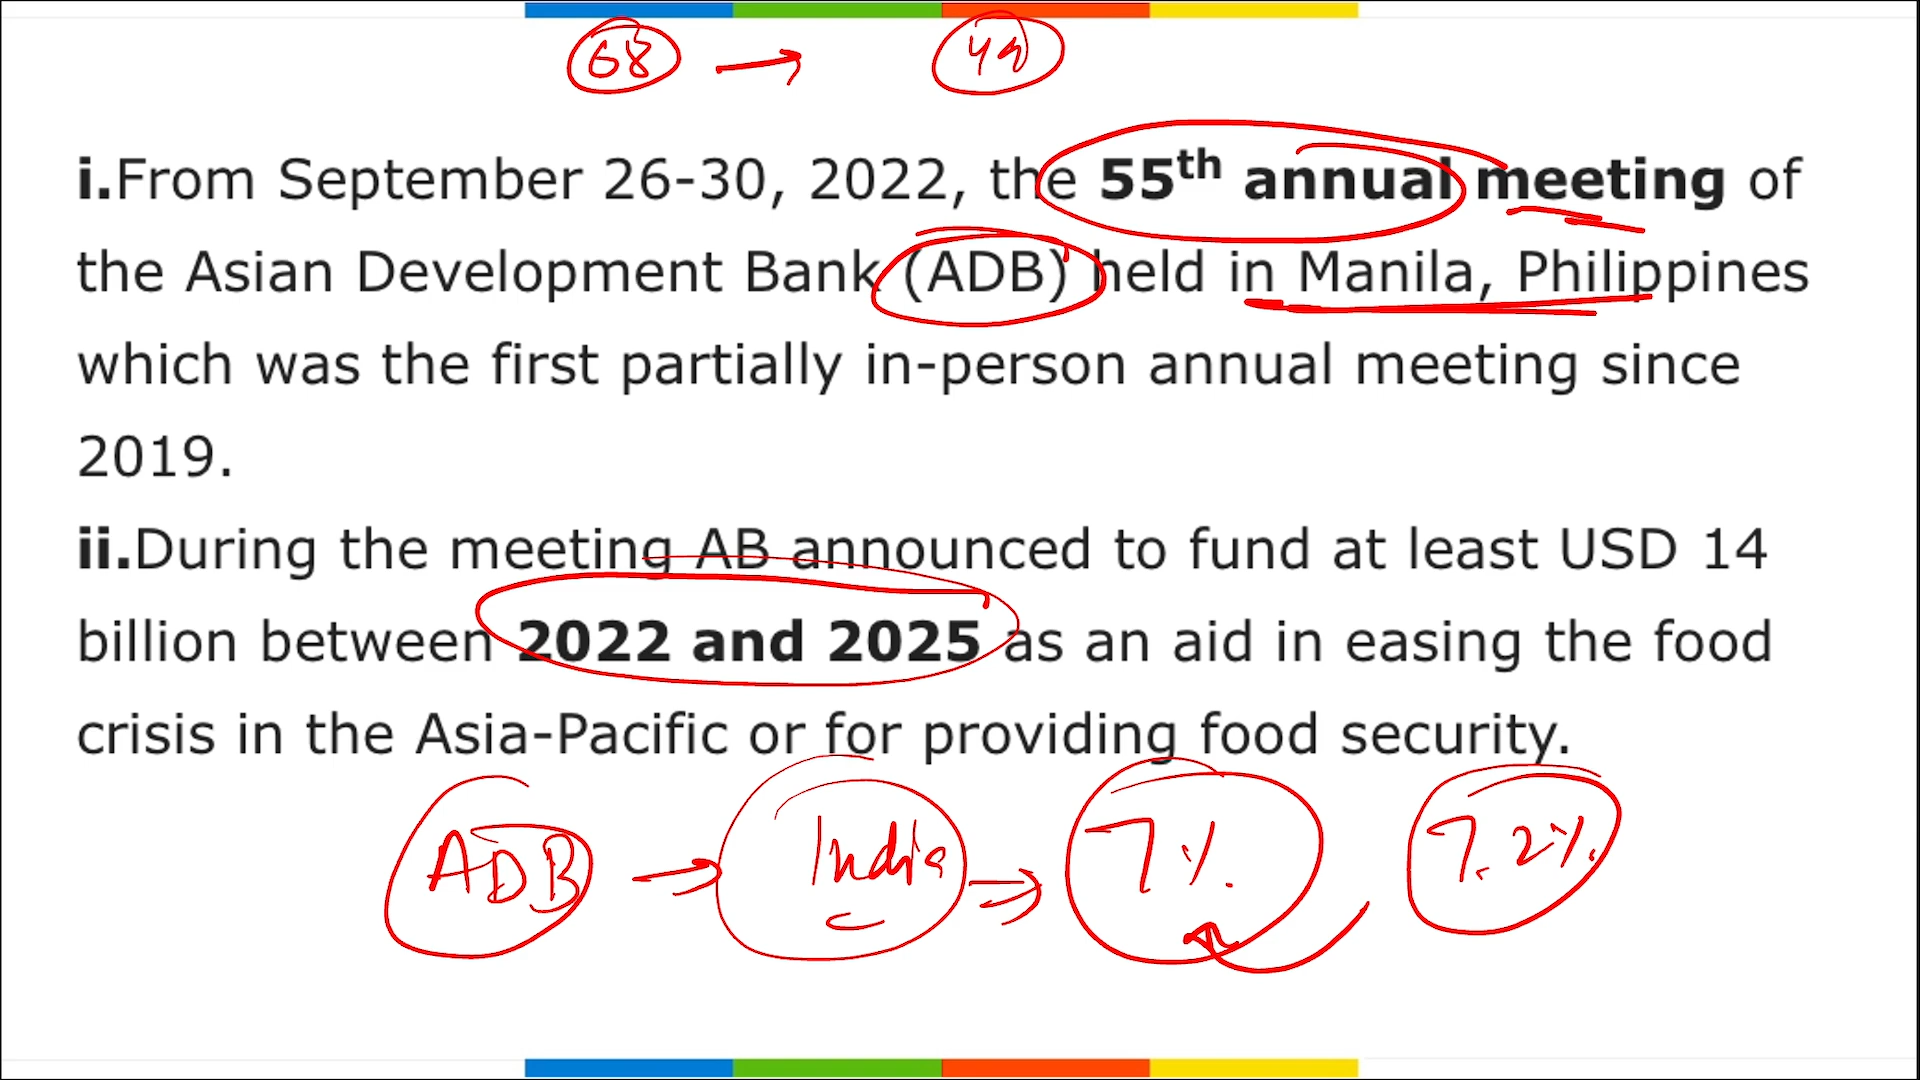 68 → 49
i.From September 26-30, 2022, the 55th annual meeting of
the Asian Development Bank (ADB) held in Manila, Philippines
which was the first partially in-person annual meeting since
2019.
ii.During the meeting AB announced to fund at least USD 14
billion between 2022 and 2025 as an aid in easing the food
crisis in the Asia-Pacific or for providing food security.
ADB → India → 7%. 7.2%.